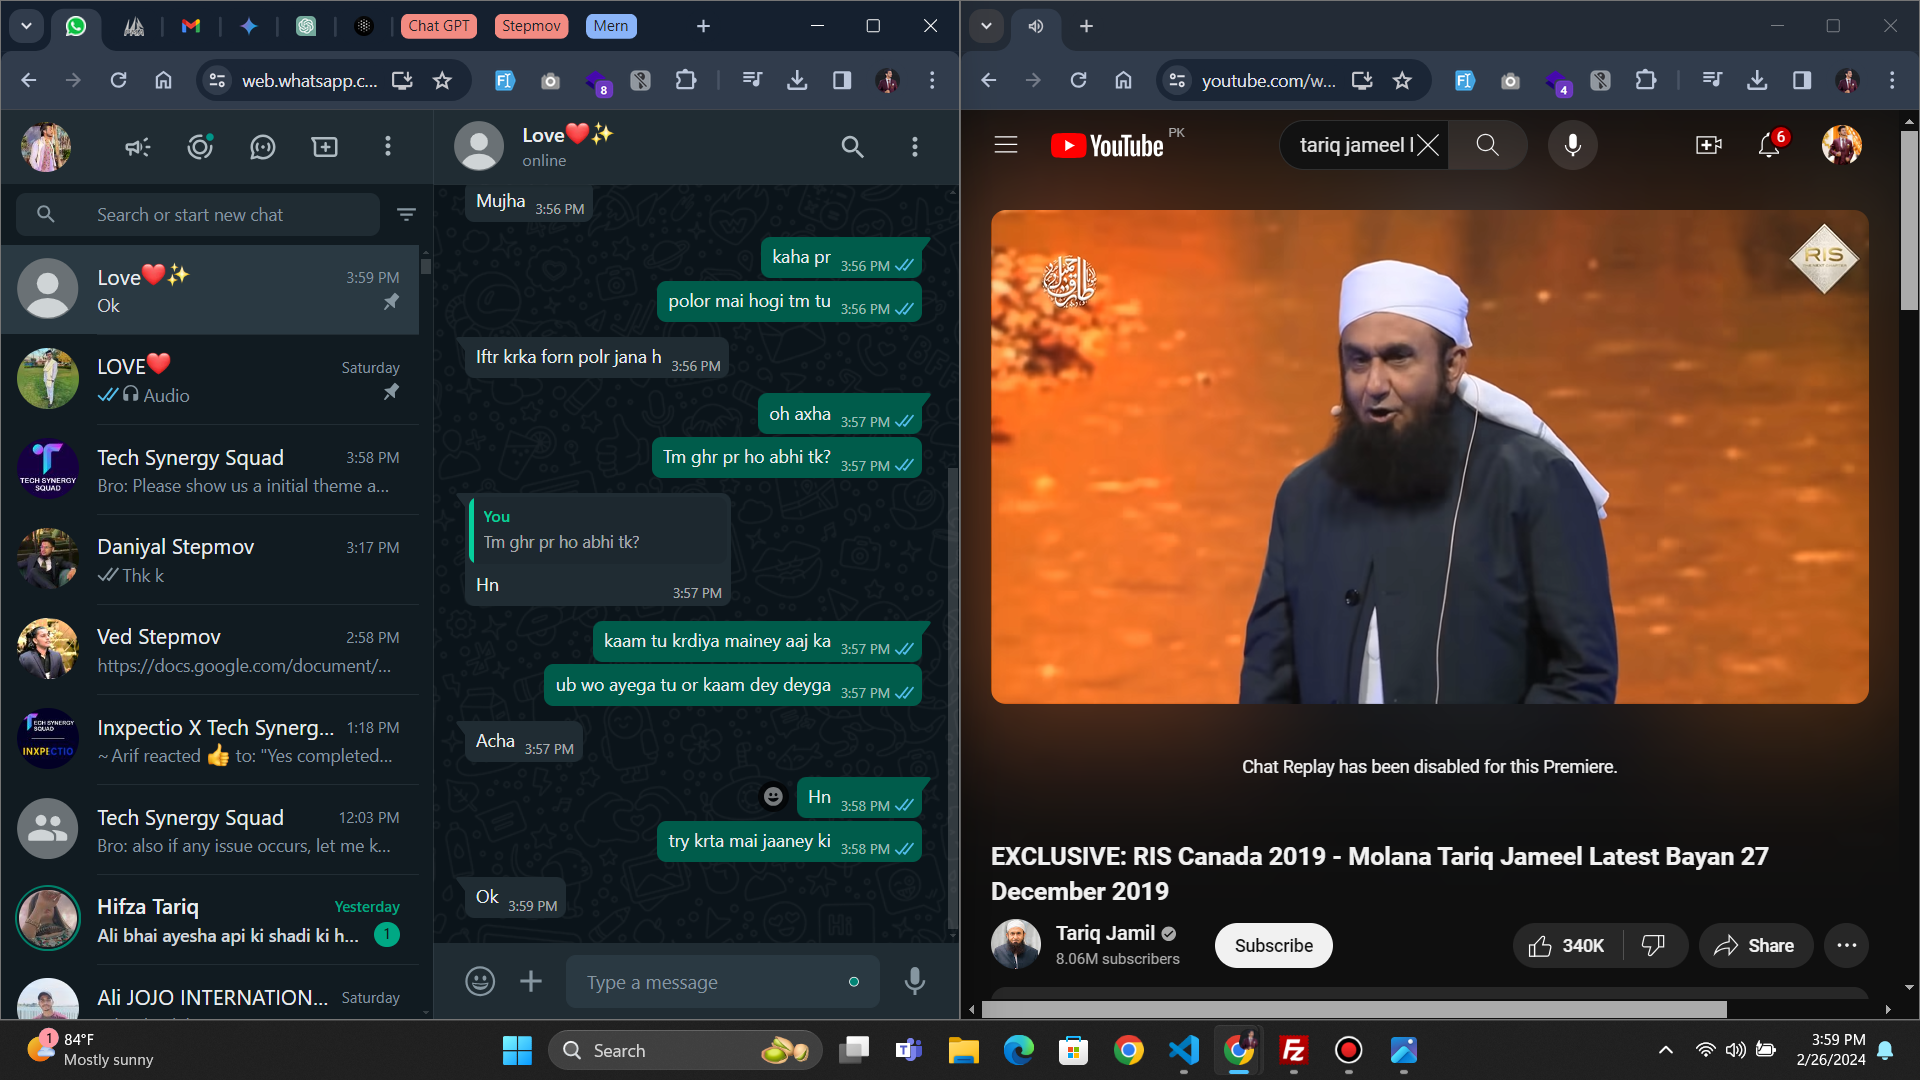 Chat GPT
Stepmov
Mern
web.whatsapp.c...
8
Love❤️✨
online
Search or start new chat
Love❤️✨
3:59 PM
Ok
LOVE❤️
Saturday
Audio
Tech Synergy Squad
3:58 PM
Bro: Please show us a initial theme a...
TECH SYNERGY
SQUAD
Daniyal Stepmov
3:17 PM
Thk k
Ved Stepmov
2:58 PM
https://docs.google.com/document/...
Inxpectio X Tech Synerg...
1:18 PM
~ Arif reacted 👍 to: "Yes completed...
TECH SYNERGY
SQUAD
INXPECTIO
Tech Synergy Squad
12:03 PM
Bro: also if any issue occurs, let me k...
Hifza Tariq
Yesterday
Ali bhai ayesha api ki shadi ki h...
1
Ali JOJO INTERNATION...
Saturday
Mujha 3:56 PM
kaha pr 3:56 PM
polor mai hogi tm tu 3:56 PM
Iftr krka forn polr jana h 3:56 PM
oh axha 3:57 PM
Tm ghr pr ho abhi tk? 3:57 PM
You
Tm ghr pr ho abhi tk?
Hn 3:57 PM
kaam tu krdiya mainey aaj ka 3:57 PM
ub wo ayega tu or kaam dey deyga 3:57 PM
Acha 3:57 PM
Hn 3:58 PM
try krta mai jaaney ki 3:58 PM
Ok 3:59 PM
Type a message
youtube.com/w...
4
YouTube PK
tariq jameel l
6
RIS
Chat Replay has been disabled for this Premiere.
EXCLUSIVE: RIS Canada 2019 - Molana Tariq Jameel Latest Bayan 27
December 2019
Tariq Jamil
8.06M subscribers
Subscribe
340K
Share
1
84°F
Mostly sunny
Search
3:59 PM
2/26/2024